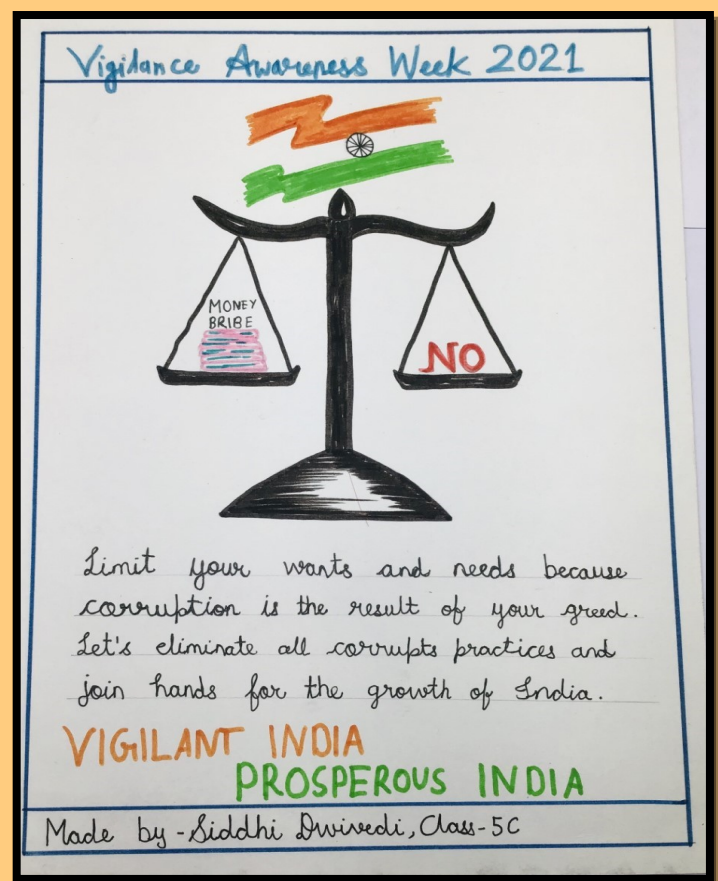 Vigilance Awareness Week 2021
MONEY
BRIBE
NO
Limit your wants and needs because
corruption is the result of your greed.
Let's eliminate all corrupts practices and
join hands for the growth of India.
VIGILANT INDIA
PROSPEROUS INDIA
Made by - Siddhi Dwivedi, Class-5C